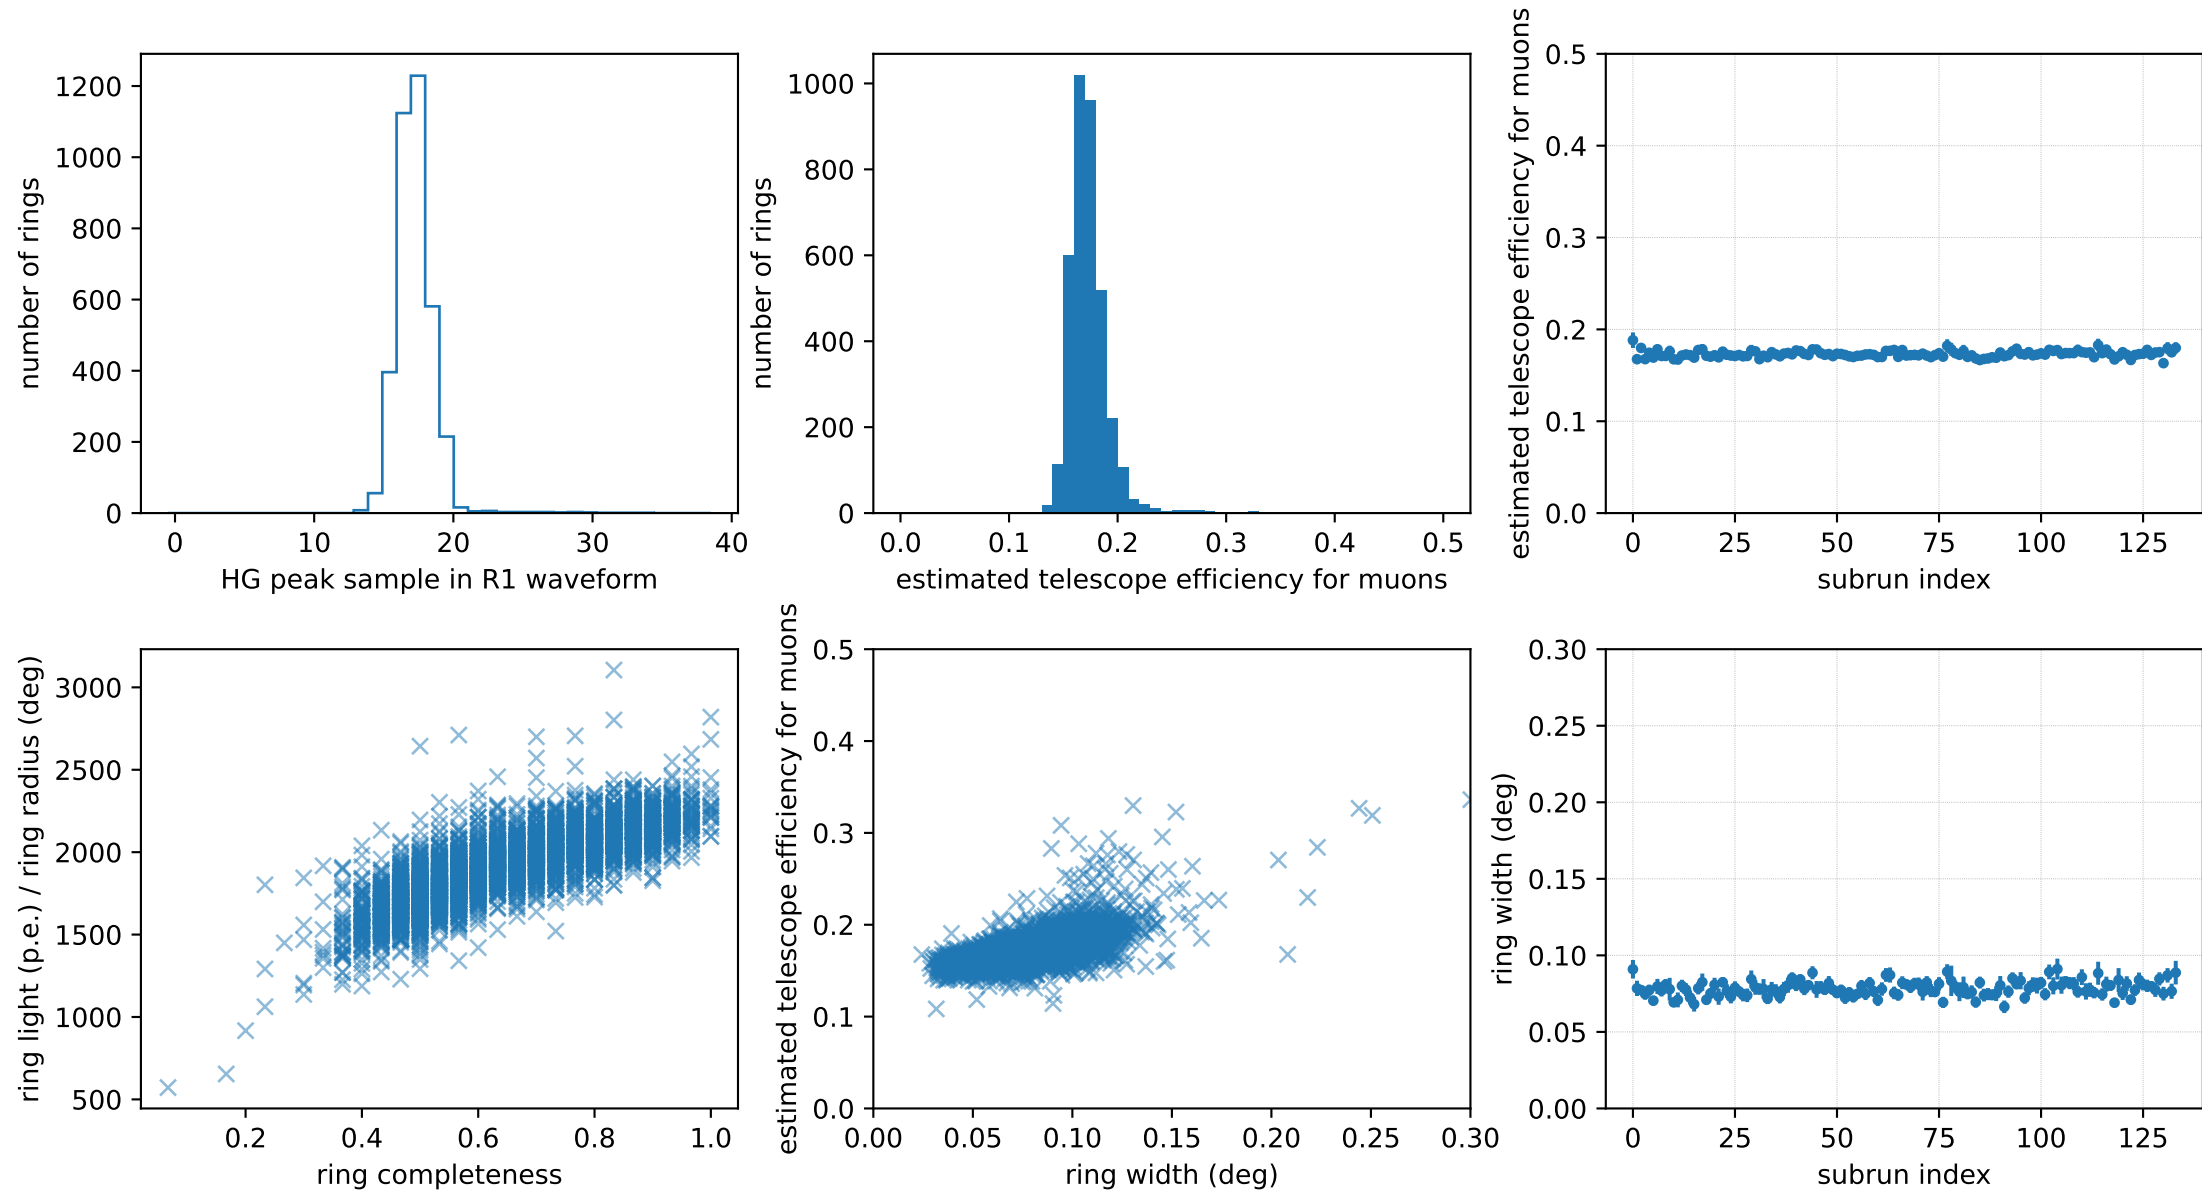 number of rings
1200
1000
800
600
400
200
0
0 10 20 30 40
HG peak sample in R1 waveform
number of rings
1000
800
600
400
200
0
0.0 0.1 0.2 0.3 0.4 0.5
estimated telescope efficiency for muons
estimated telescope efficiency for muons
0.5
0.4
0.3
0.2
0.1
0.0
0 25 50 75 100 125
subrun index
ring light (p.e.) / ring radius (deg)
3000
2500
2000
1500
1000
500
0.2 0.4 0.6 0.8 1.0
ring completeness
estimated telescope efficiency for muons
0.5
0.4
0.3
0.2
0.1
0.0
0.00 0.05 0.10 0.15 0.20 0.25 0.30
ring width (deg)
ring width (deg)
0.30
0.25
0.20
0.15
0.10
0.05
0.00
0 25 50 75 100 125
subrun index